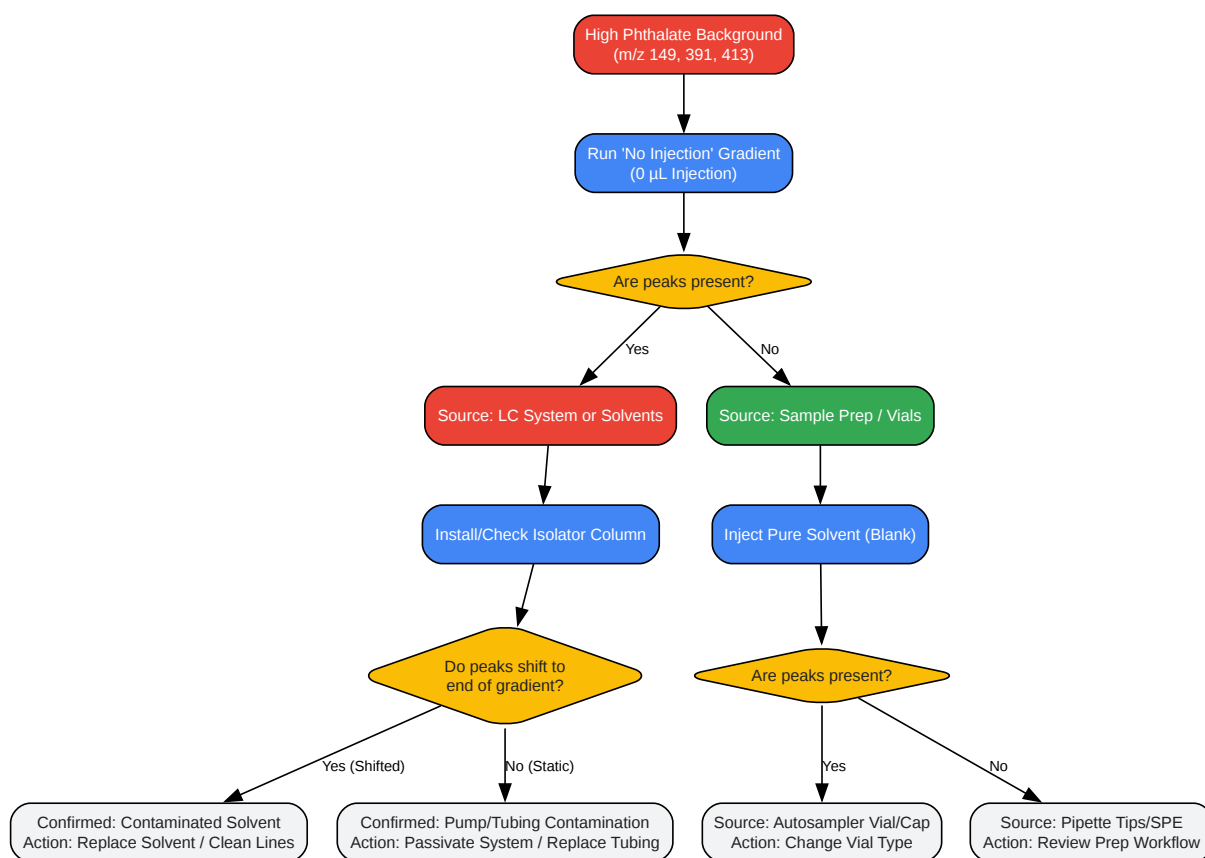 High Phthalate Background
(m/z 149, 391, 413)
Run 'No Injection' Gradient
(0 µL Injection)
Are peaks present?
Yes
No
Source: LC System or Solvents
Source: Sample Prep / Vials
Install/Check Isolator Column
Inject Pure Solvent (Blank)
Do peaks shift to
end of gradient?
Are peaks present?
Yes (Shifted)
No (Static)
Yes
No
Confirmed: Contaminated Solvent
Action: Replace Solvent / Clean Lines
Confirmed: Pump/Tubing Contamination
Action: Passivate System / Replace Tubing
Source: Autosampler Vial/Cap
Action: Change Vial Type
Source: Pipette Tips/SPE
Action: Review Prep Workflow